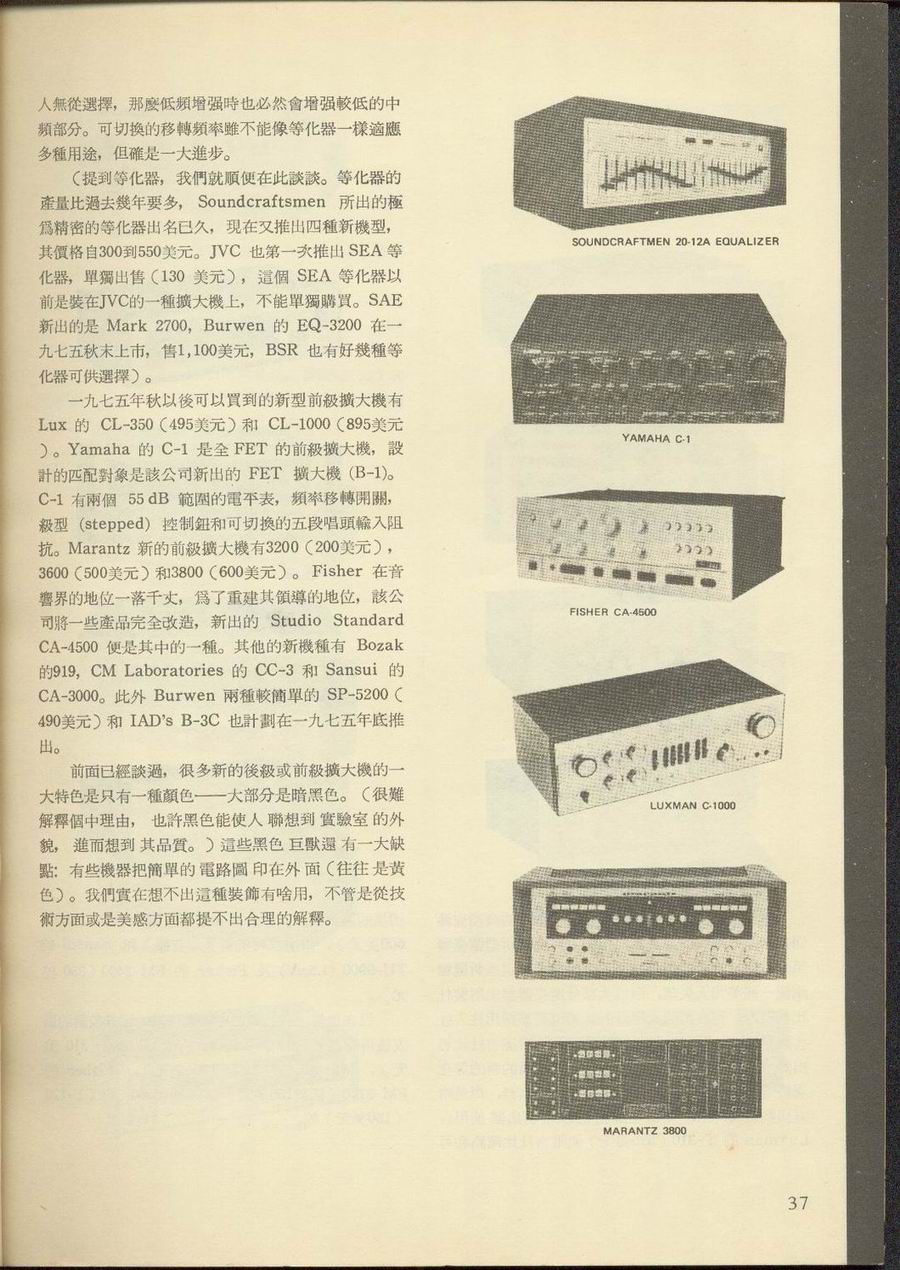 人無從選擇，那麼低頻增强時也必然會增强較低的中
頻部分。可切換的移轉頻率雖不能像等化器一樣適應
多種用途，但確是一大進步。
（提到等化器，我們就順便在此談談。等化器的
產量比過去幾年要多，Soundcraftsmen 所出的極
爲精密的等化器出名已久，現在又推出四種新機型，
其價格自300到550美元。JVC 也第一次推出 SEA 等
化器，單獨出售（130 美元），這個 SEA 等化器以
前是裝在JVC的一種擴大機上，不能單獨購買。SAE
新出的是 Mark 2700, Burwen 的 EQ-3200 在一
九七五秋末上市，售1,100美元，BSR 也有好幾種等
化器可供選擇）。
一九七五年秋以後可以買到的新型前級擴大機有
Lux 的 CL-350（495美元）和 CL-1000（895美元
）。Yamaha 的 C-1 是全 FET 的前級擴大機，設
計的匹配對象是該公司新出的 FET 擴大機 (B-1)。
C-1 有兩個 55 dB 範圍的電平表，頻率移轉開關，
級型 (stepped) 控制鈕和可切換的五段唱頭輸入阻
抗。Marantz 新的前級擴大機有3200（200美元），
3600（500美元）和3800（600美元）。Fisher 在音
響界的地位一落千丈，爲了重建其領導的地位，該公
司將一些產品完全改造，新出的 Studio Standard
CA-4500 便是其中的一種。其他的新機種有 Bozak
的919, CM Laboratories 的 CC-3 和 Sansui 的
CA-3000。此外 Burwen 兩種較簡單的 SP-5200（
490美元）和 IAD's B-3C 也計劃在一九七五年底推
出。
前面已經談過，很多新的後級或前級擴大機的一
大特色是只有一種顏色——大部分是暗黑色。（很難
解釋個中理由，也許黑色能使人聯想到實驗室的外
貌，進而想到其品質。）這些黑色巨獸還有一大缺
點：有些機器把簡單的電路圖印在外面（往往是黃
色）。我們實在想不出這種裝飾有啥用，不管是從技
術方面或是美感方面都提不出合理的解釋。
SOUNDCRAFTMEN 20-12A EQUALIZER
YAMAHA C-1
FISHER CA-4500
LUXMAN C-1000
MARANTZ 3800
37